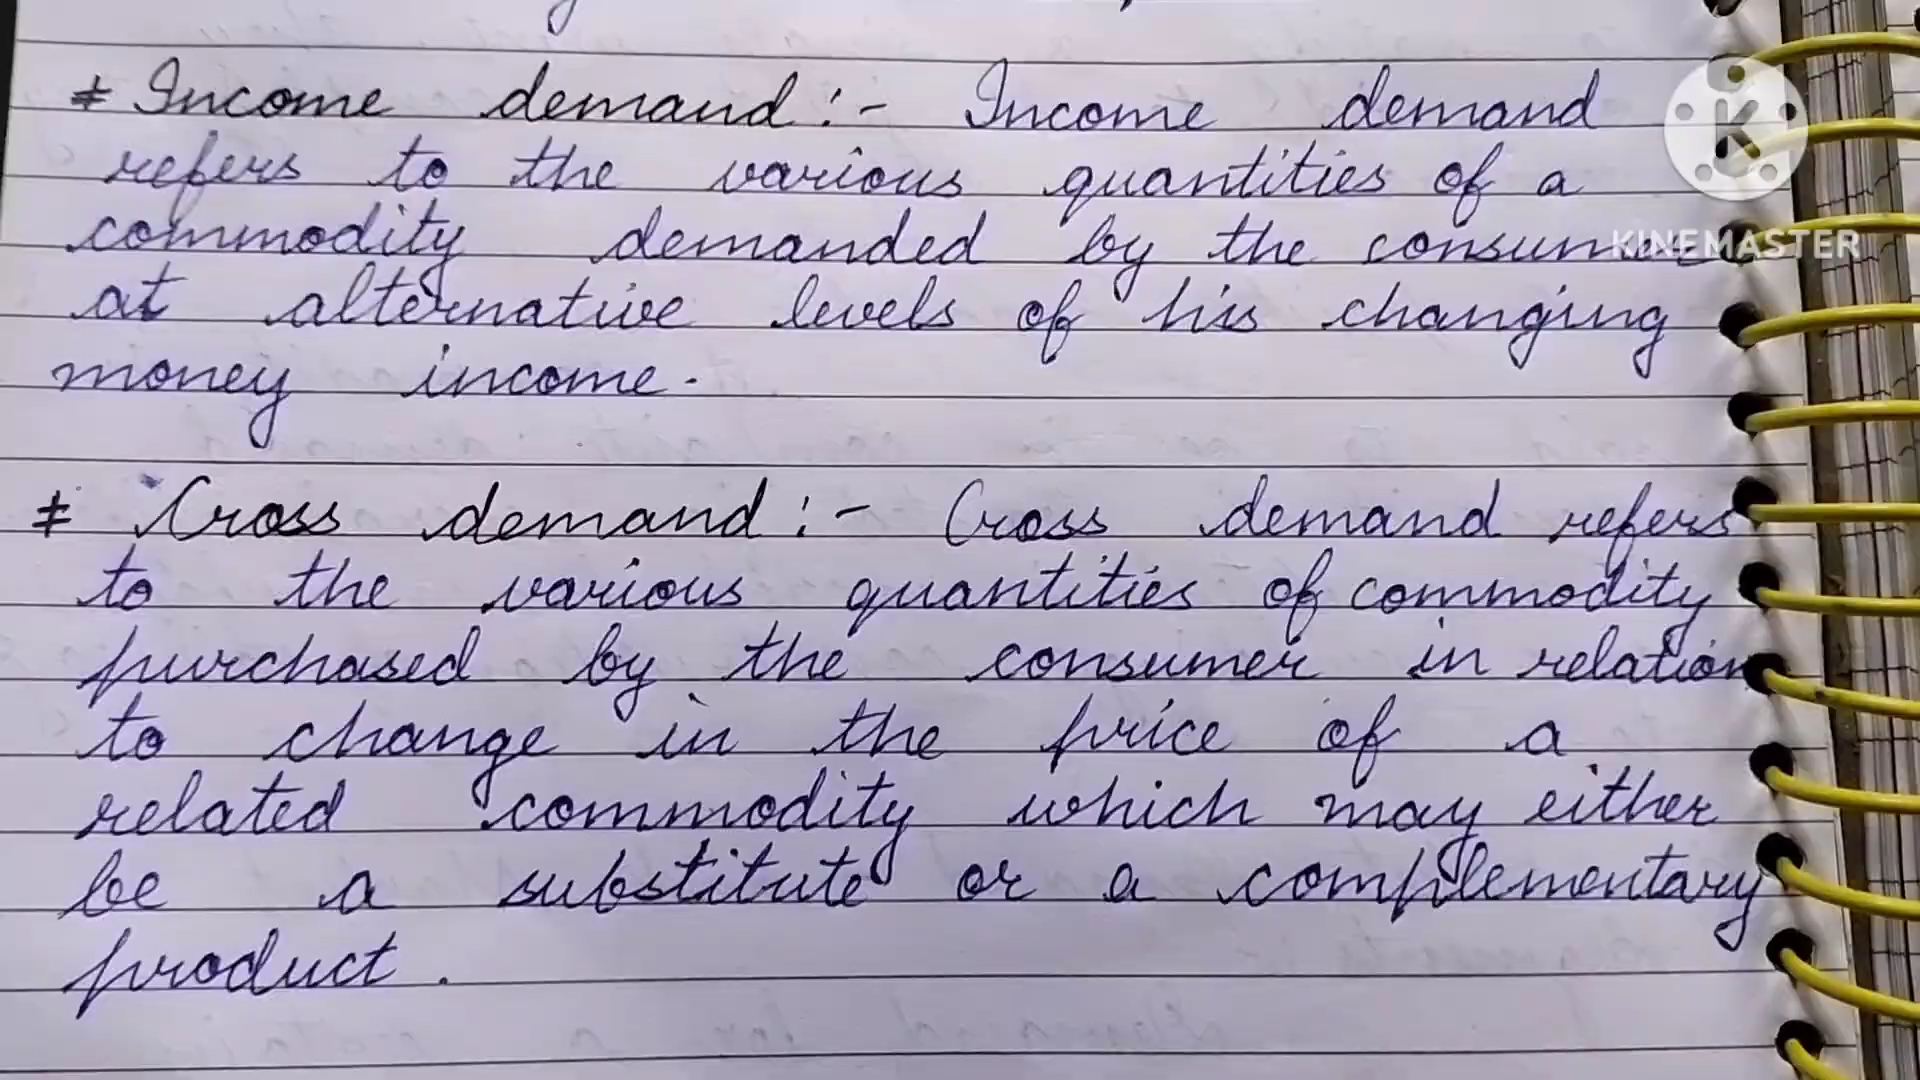 # Income demand :- Income demand
refers to the various quantities of a
commodity demanded by the consumer
at alternative levels of his changing
money income.
# Cross demand :- Cross demand refers
to the various quantities of commodity
purchased by the consumer in relation
to change in the price of a
related commodity which may either
be a substitute or a complementary
product.
K
KINEMASTER